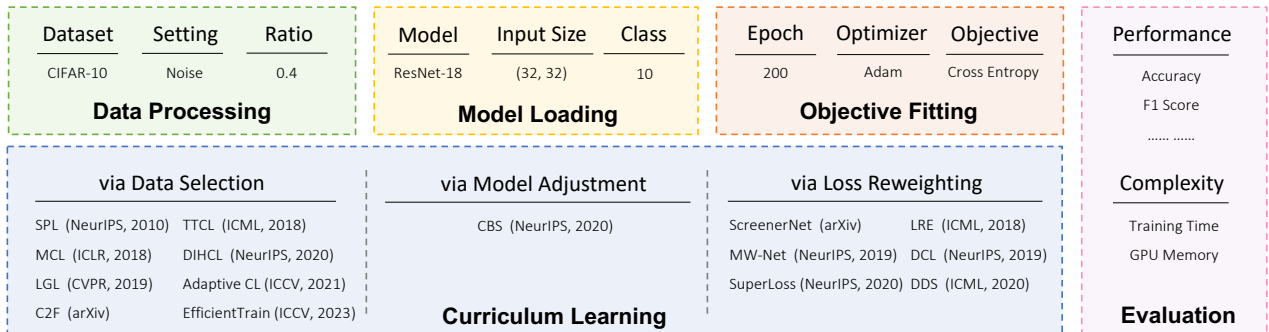 Dataset Setting Ratio
CIFAR-10 Noise 0.4
Data Processing
Model Input Size Class
ResNet-18 (32, 32) 10
Model Loading
Epoch Optimizer Objective
200 Adam Cross Entropy
Objective Fitting
via Data Selection
SPL (NeurIPS, 2010) TTCL (ICML, 2018)
MCL (ICLR, 2018) DIHCL (NeurIPS, 2020)
LGL (CVPR, 2019) Adaptive CL (ICCV, 2021)
C2F (arXiv) EfficientTrain (ICCV, 2023)
via Model Adjustment
CBS (NeurIPS, 2020)
via Loss Reweighting
ScreenerNet (arXiv) LRE (ICML, 2018)
MW-Net (NeurIPS, 2019) DCL (NeurIPS, 2019)
SuperLoss (NeurIPS, 2020) DDS (ICML, 2020)
Curriculum Learning
Performance
Accuracy
F1 Score
...... ......
Complexity
Training Time
GPU Memory
Evaluation